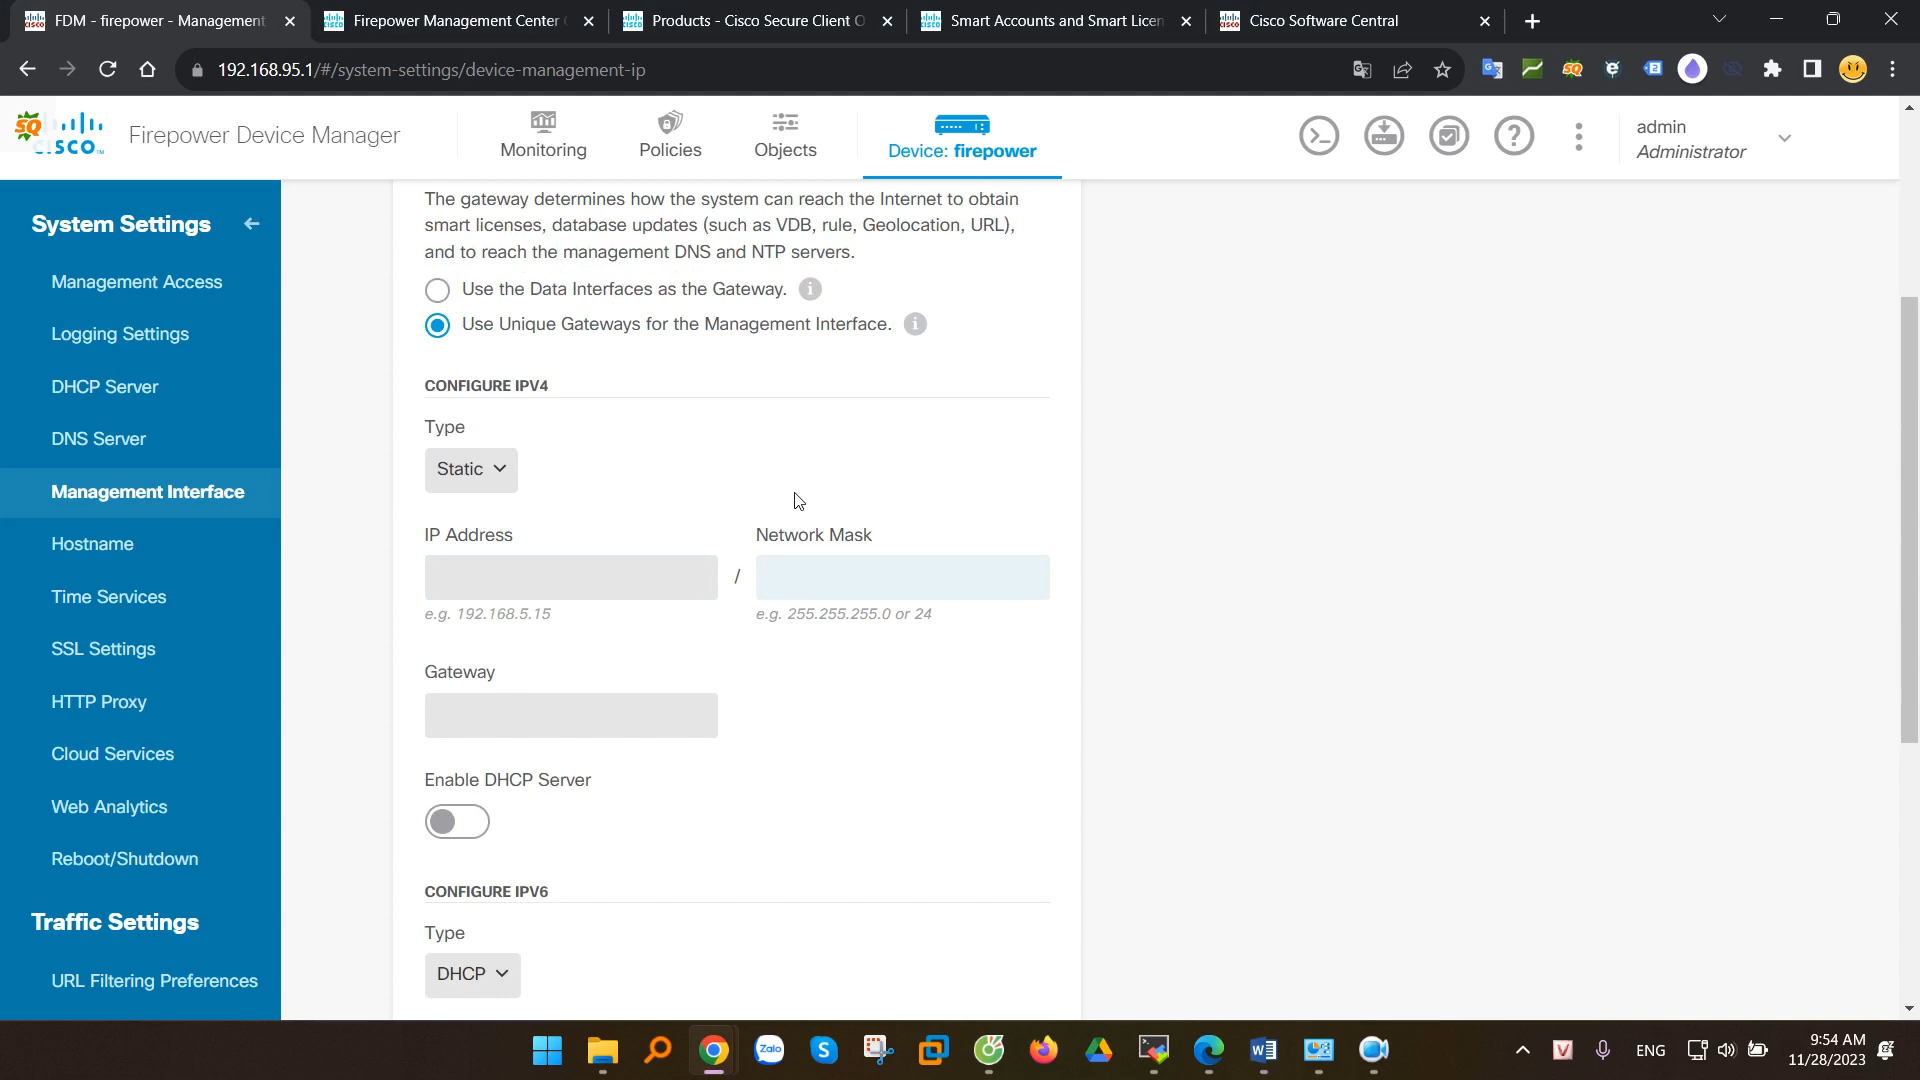 FDM - firepower - Management
Firepower Management Center
Products - Cisco Secure Client O
Smart Accounts and Smart Licen
Cisco Software Central
192.168.95.1/#/system-settings/device-management-ip
SQ
CISCO
Firepower Device Manager
Monitoring
Policies
Objects
Device: firepower
admin
Administrator
System Settings
Management Access
Logging Settings
DHCP Server
DNS Server
Management Interface
Hostname
Time Services
SSL Settings
HTTP Proxy
Cloud Services
Web Analytics
Reboot/Shutdown
Traffic Settings
URL Filtering Preferences
The gateway determines how the system can reach the Internet to obtain
smart licenses, database updates (such as VDB, rule, Geolocation, URL),
and to reach the management DNS and NTP servers.
Use the Data Interfaces as the Gateway.
Use Unique Gateways for the Management Interface.
CONFIGURE IPV4
Type
Static
IP Address
Network Mask
/
e.g. 192.168.5.15
e.g. 255.255.255.0 or 24
Gateway
Enable DHCP Server
CONFIGURE IPV6
Type
DHCP
Zalo
ENG
9:54 AM
11/28/2023